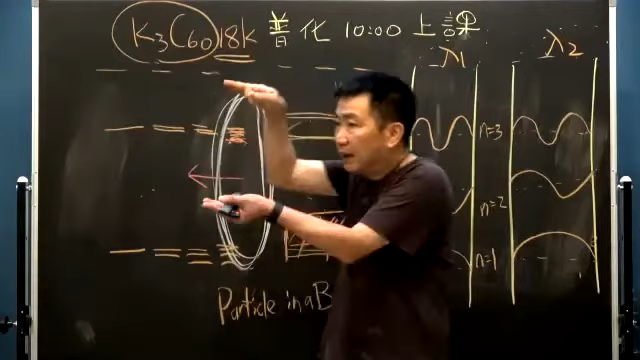 K₃C₆₀ 18K 普化 10:00 上課
λ₁ λ₂
n=3
n=2
n=1
Particle in a B